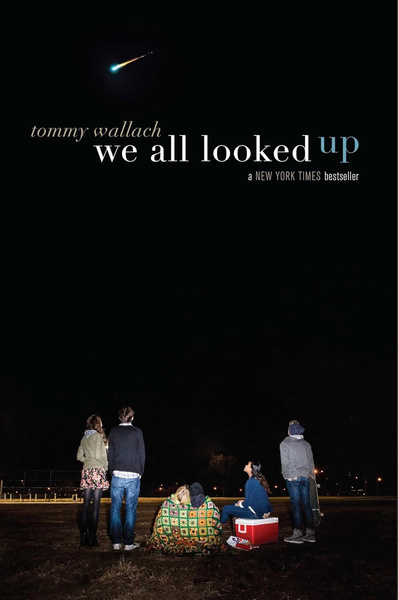 tommy wallach
we all looked up
a NEW YORK TIMES bestseller